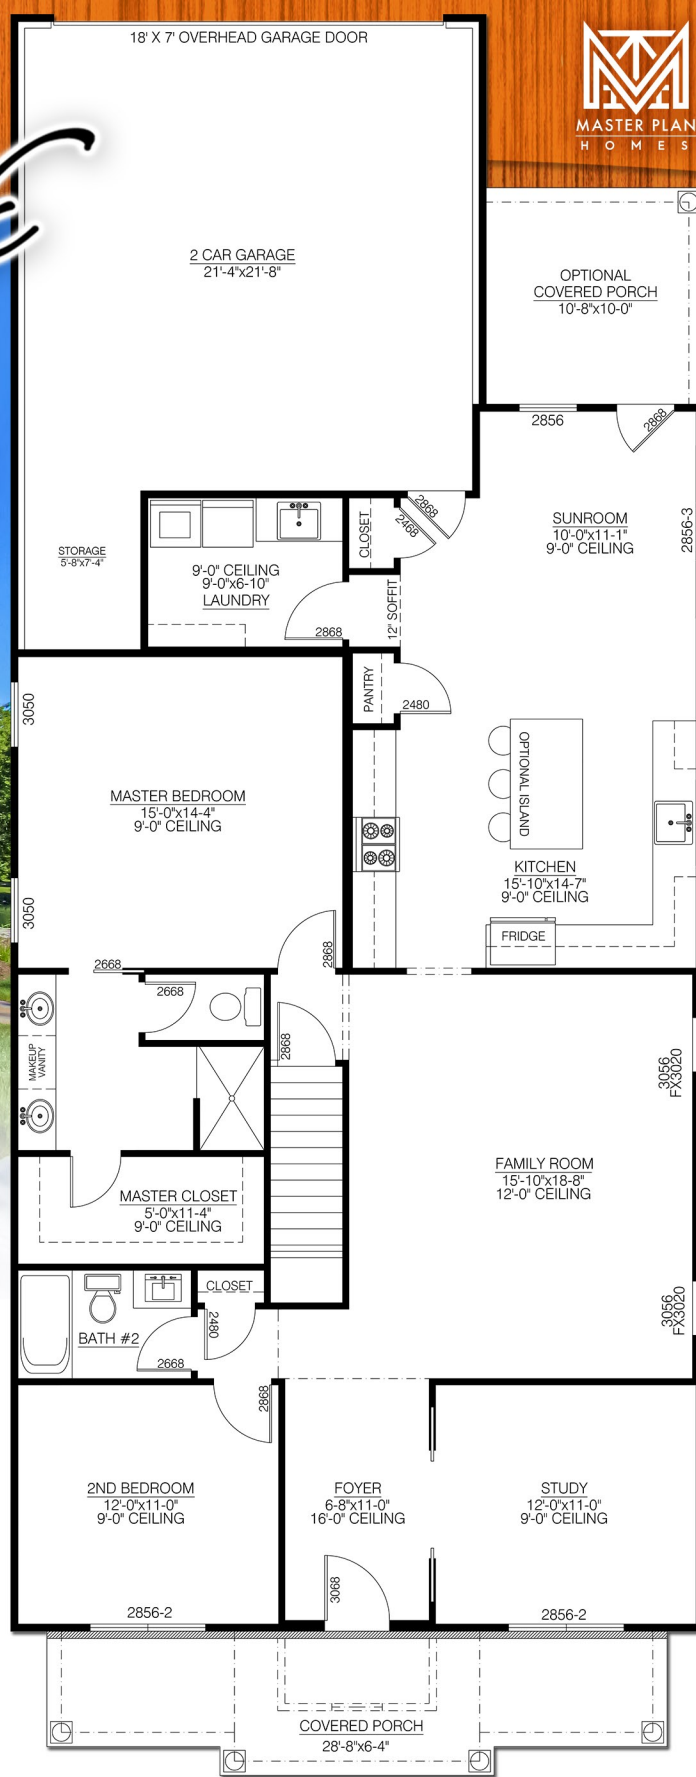 18' X 7' OVERHEAD GARAGE DOOR
MASTER PLAN
HOMES
2 CAR GARAGE
21'-4"x21'-8"
OPTIONAL
COVERED PORCH
10'-8"x10-0"
2856
2868
2868
2468
CLOSET
SUNROOM
10'-0"x11-1"
9'-0" CEILING
2856-3
STORAGE
5'-8"x7'-4"
9'-0" CEILING
9'-0"x6-10"
LAUNDRY
2868
12" SOFFIT
PANTRY
2480
3050
MASTER BEDROOM
15'-0"x14-4"
9'-0" CEILING
3050
OPTIONAL ISLAND
KITCHEN
15'-10"x14-7"
9'-0" CEILING
FRIDGE
2868
2668
2668
MAKEUP
VANITY
2868
3056
FX3020
FAMILY ROOM
15'-10"x18-8"
12'-0" CEILING
MASTER CLOSET
5'-0"x11-4"
9'-0" CEILING
CLOSET
2480
BATH #2
2668
3056
FX3020
2868
2ND BEDROOM
12'-0"x11-0"
9'-0" CEILING
FOYER
6-8"x11-0"
16'-0" CEILING
STUDY
12'-0"x11-0"
9'-0" CEILING
3068
2856-2
2856-2
COVERED PORCH
28'-8"x6-4"